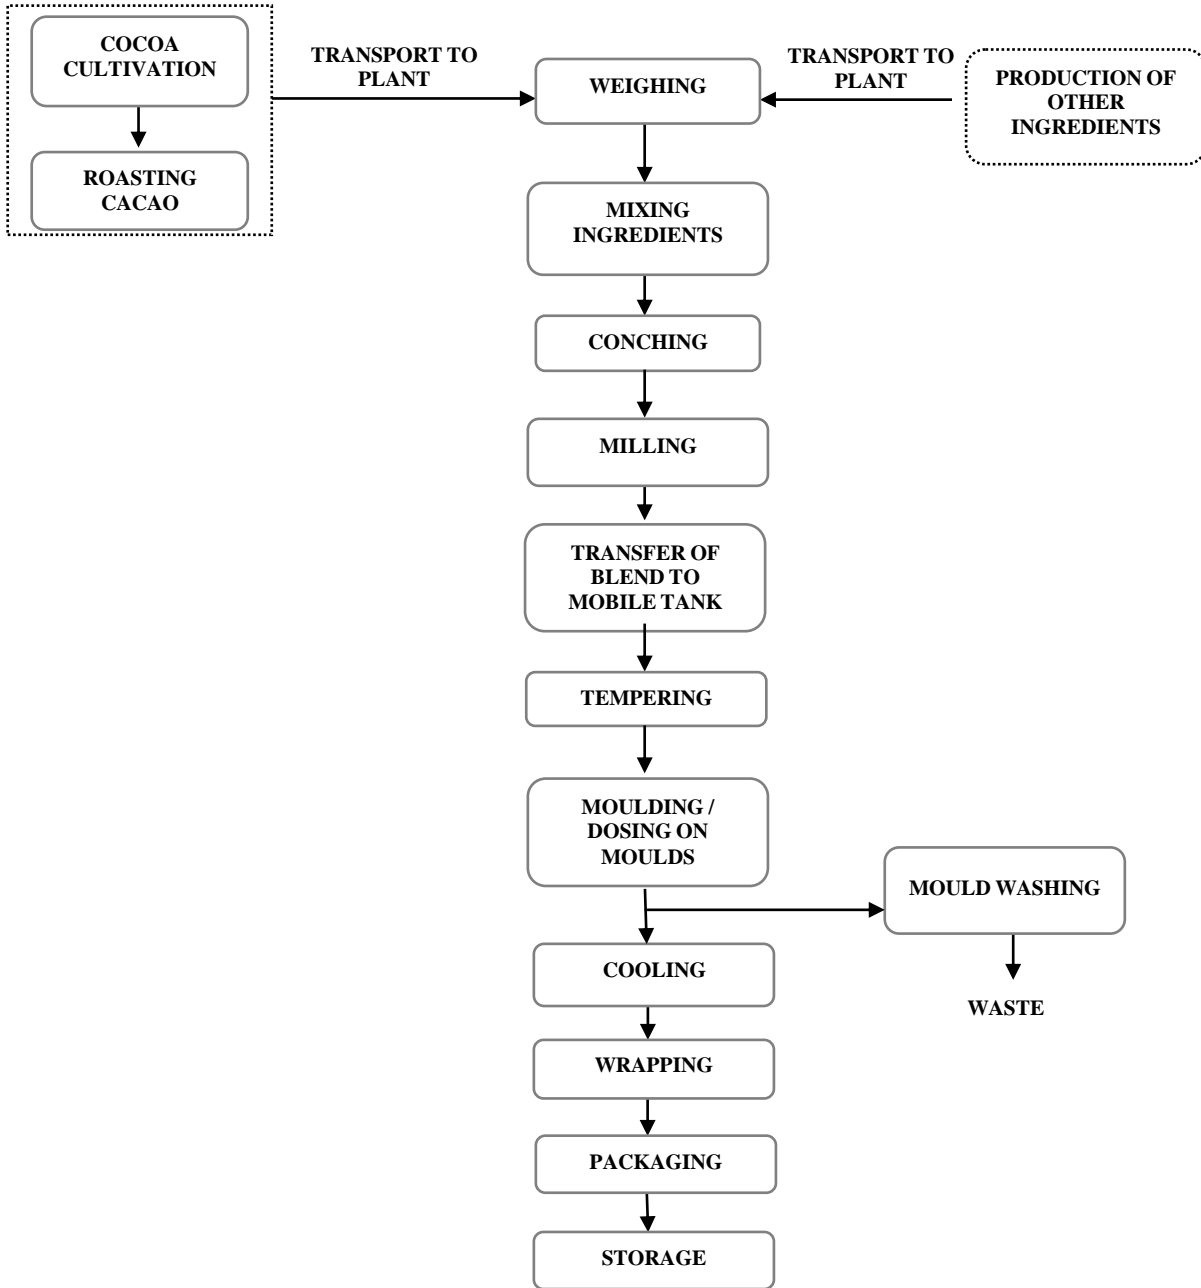 COCOA
CULTIVATION
ROASTING
CACAO
TRANSPORT TO
PLANT
WEIGHING
TRANSPORT TO
PLANT
PRODUCTION OF
OTHER
INGREDIENTS
MIXING
INGREDIENTS
CONCHING
MILLING
TRANSFER OF
BLEND TO
MOBILE TANK
TEMPERING
MOULDING /
DOSING ON
MOULDS
MOULD WASHING
WASTE
COOLING
WRAPPING
PACKAGING
STORAGE